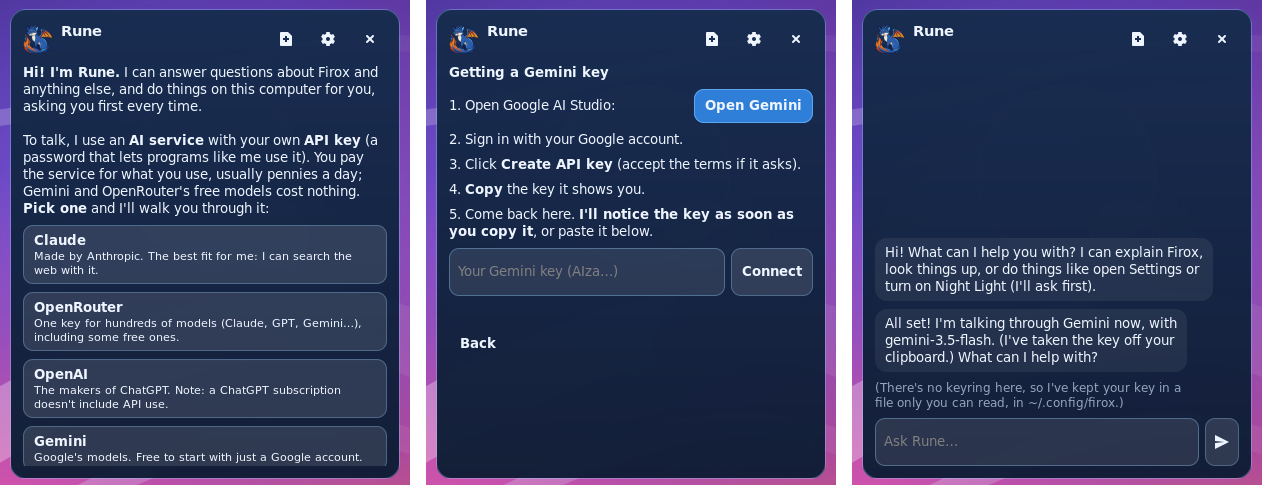 Rune
Hi! I'm Rune. I can answer questions about Firox and
anything else, and do things on this computer for you,
asking you first every time.
To talk, I use an AI service with your own API key (a
password that lets programs like me use it). You pay
the service for what you use, usually pennies a day;
Gemini and OpenRouter's free models cost nothing.
Pick one and I'll walk you through it:
Claude
Made by Anthropic. The best fit for me: I can search the
web with it.
OpenRouter
One key for hundreds of models (Claude, GPT, Gemini...),
including some free ones.
OpenAI
The makers of ChatGPT. Note: a ChatGPT subscription
doesn't include API use.
Gemini
Google's models. Free to start with just a Google account.
Rune
Getting a Gemini key
1. Open Google AI Studio:
Open Gemini
2. Sign in with your Google account.
3. Click Create API key (accept the terms if it asks).
4. Copy the key it shows you.
5. Come back here. I'll notice the key as soon as
you copy it, or paste it below.
Your Gemini key (AIza...)
Connect
Back
Rune
Hi! What can I help you with? I can explain Firox,
look things up, or do things like open Settings or
turn on Night Light (I'll ask first).
All set! I'm talking through Gemini now, with
gemini-3.5-flash. (I've taken the key off your
clipboard.) What can I help with?
(There's no keyring here, so I've kept your key in a
file only you can read, in ~/.config/firox.)
Ask Rune...